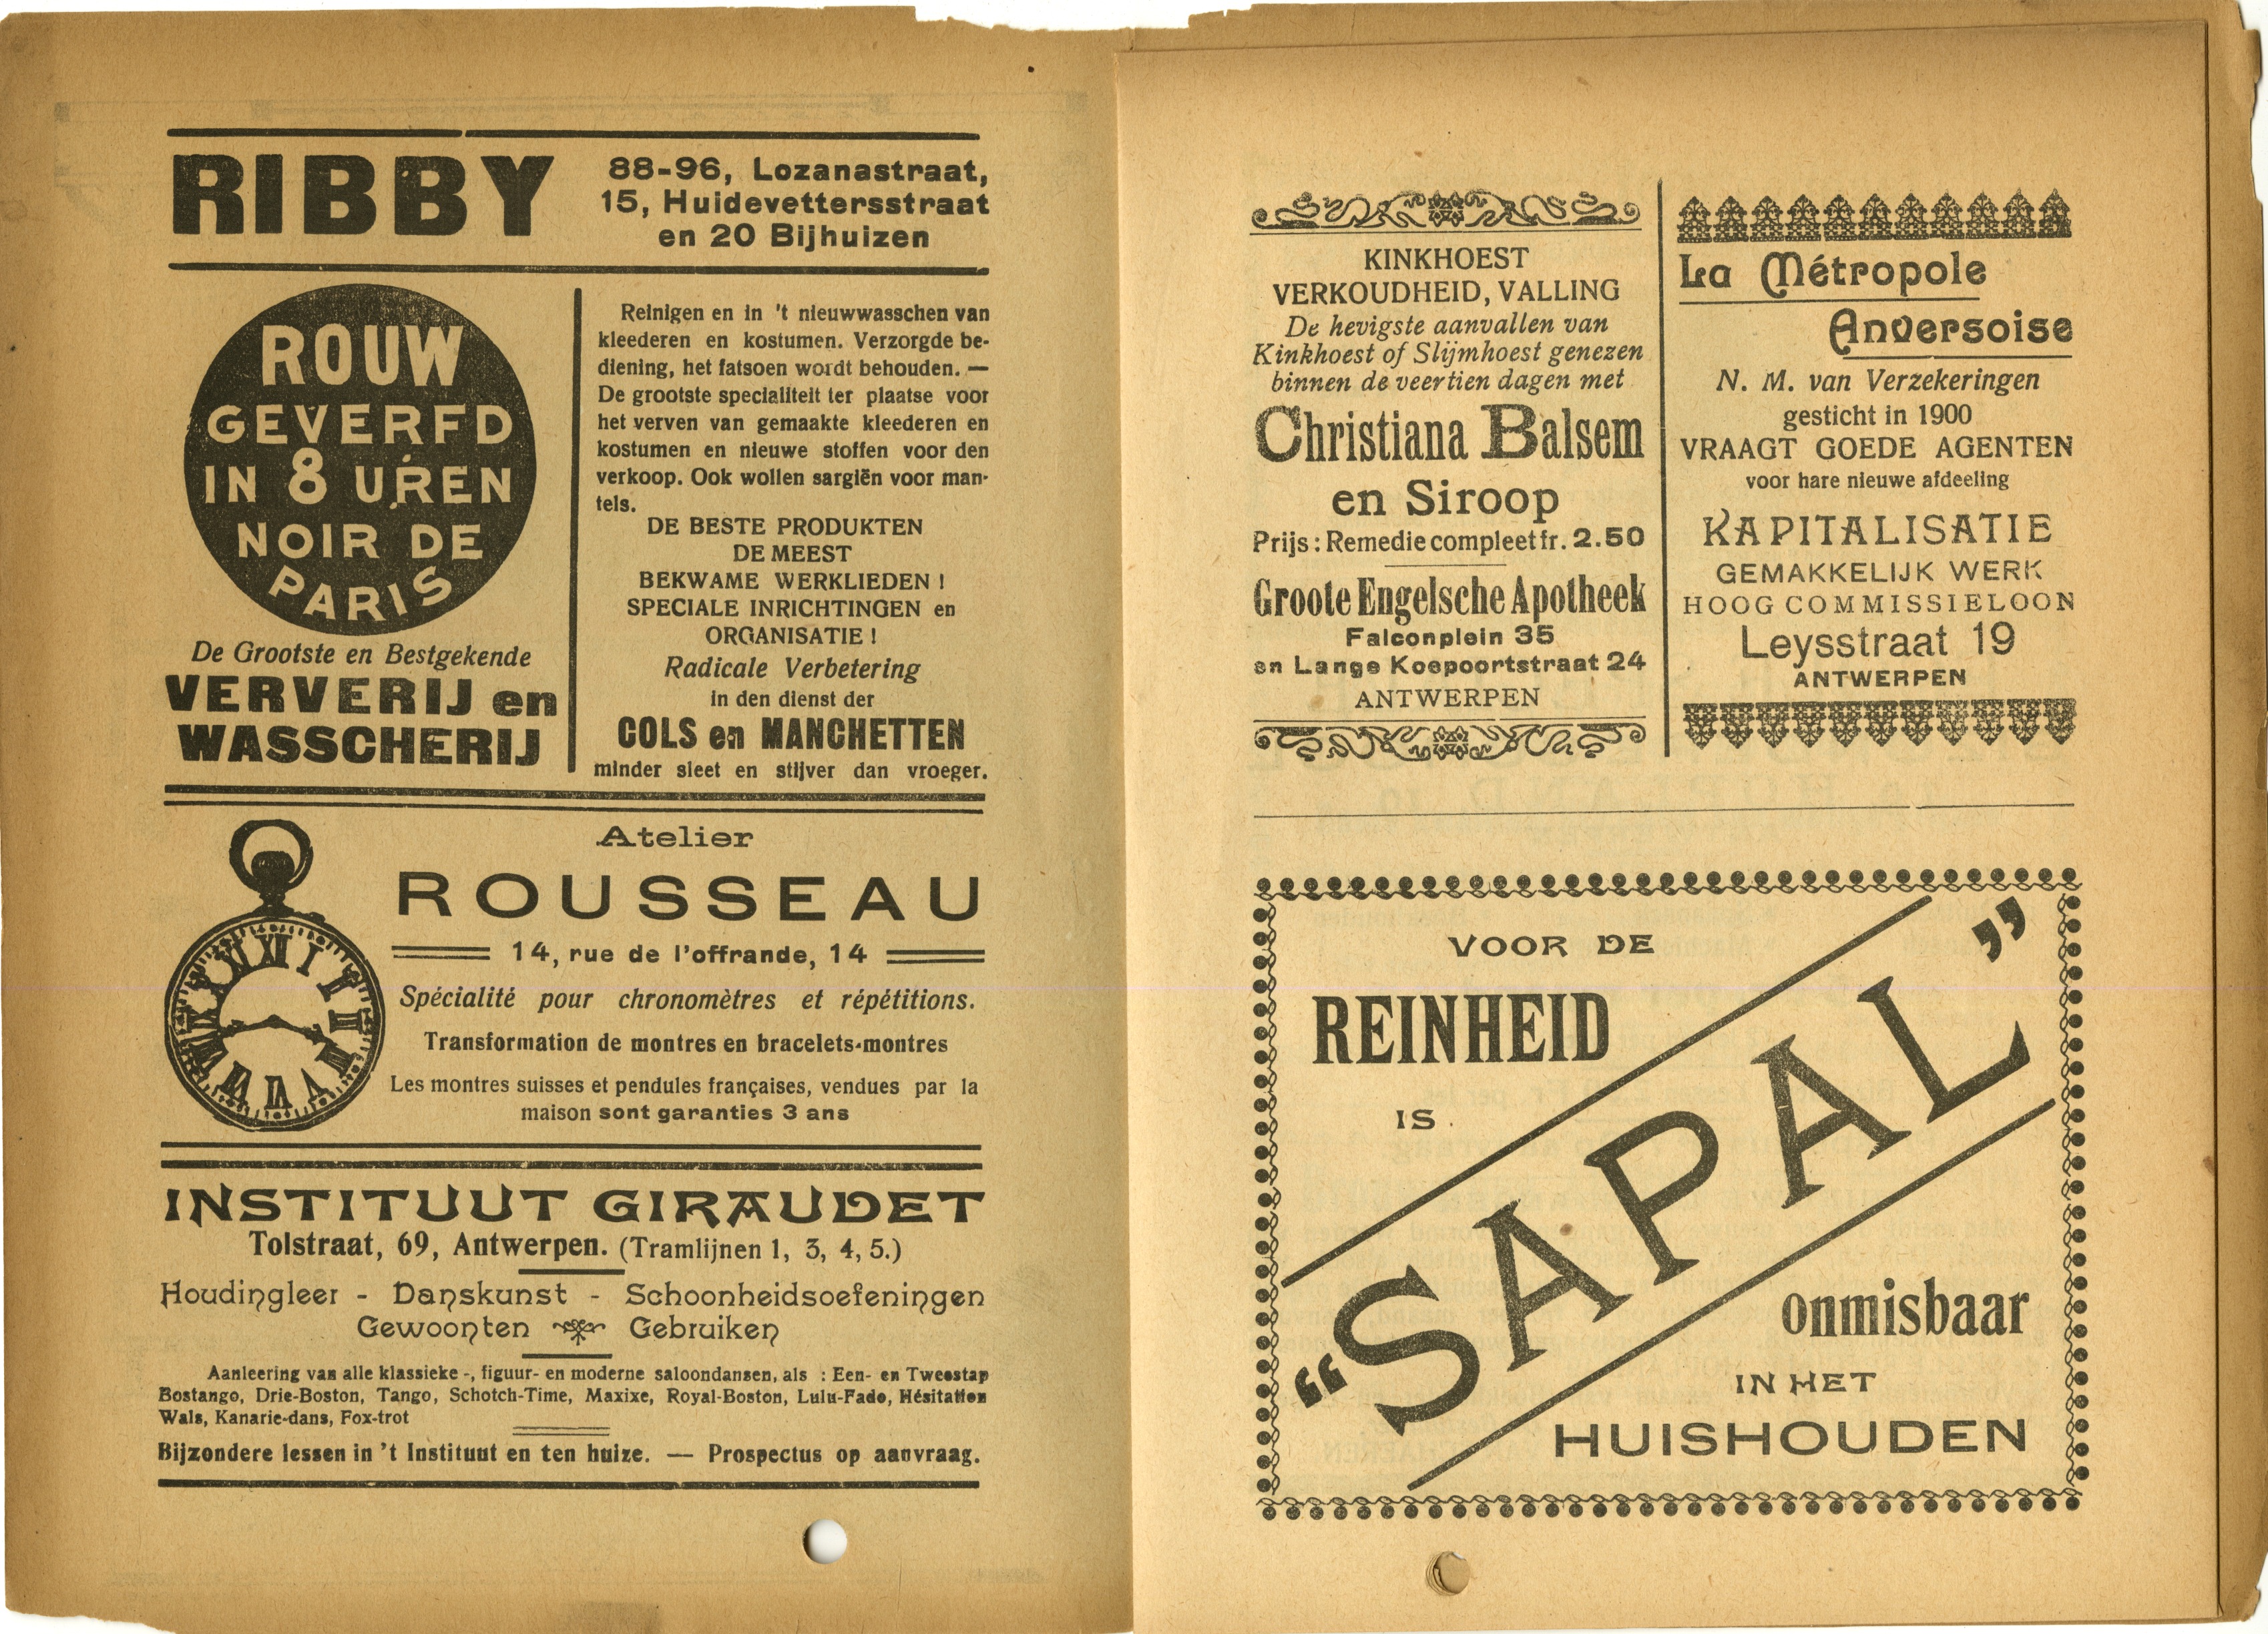 RIBBY
88-96, Lozanastraat,
15, Huidevettersstraat
en 20 Bijhuizen
ROUW
GEVERFD
IN 8 UREN
NOIR DE
PARIS
De Grootste en Bestgekende
VERVERIJ en
WASSCHERIJ
Reinigen en in 't nieuwwasschen van
kleederen en kostumen. Verzorgde be-
diening, het fatsoen wordt behouden. —
De grootste specialiteit ter plaatse voor
het verven van gemaakte kleederen en
kostumen en nieuwe stoffen voor den
verkoop. Ook wollen sargiën voor man-
tels.
DE BESTE PRODUKTEN
DE MEEST
BEKWAME WERKLIEDEN !
SPECIALE INRICHTINGEN en
ORGANISATIE !
Radicale Verbetering
in den dienst der
COLS en MANCHETTEN
minder sleet en stijver dan vroeger.
Atelier
ROUSSEAU
14, rue de l'offrande, 14
Spécialité pour chronomètres et répétitions.
Transformation de montres en bracelets-montres
Les montres suisses et pendules françaises, vendues par la
maison sont garanties 3 ans
INSTITUUT GIRAUDET
Tolstraat, 69, Antwerpen. (Tramlijnen 1, 3, 4, 5.)
Houdingleer - Danskunst - Schoonheidsoefeningen
Gewoonten Gebruiken
Aanleering van alle klassieke -, figuur- en moderne saloondansen, als : Een- en Tweestap
Bostango, Drie-Boston, Tango, Schotch-Time, Maxixe, Royal-Boston, Lulu-Fado, Hésitation
Wals, Kanarie-dans, Fox-trot
Bijzondere lessen in 't Instituut en ten huize. — Prospectus op aanvraag.
KINKHOEST
VERKOUDHEID, VALLING
De hevigste aanvallen van
Kinkhoest of Slijmhoest genezen
binnen de veertien dagen met
Christiana Balsem
en Siroop
Prijs : Remedie compleet fr. 2.50
Groote Engelsche Apotheek
Falconplein 35
en Lange Koepoortstraat 24
ANTWERPEN
La Métropole
Anversoise
N. M. van Verzekeringen
gesticht in 1900
VRAAGT GOEDE AGENTEN
voor hare nieuwe afdeeling
KAPITALISATIE
GEMAKKELIJK WERK
HOOG COMMISSIELOON
Leysstraat 19
ANTWERPEN
VOOR DE
REINHEID
IS
“SAPAL”
onmisbaar
IN HET
HUISHOUDEN